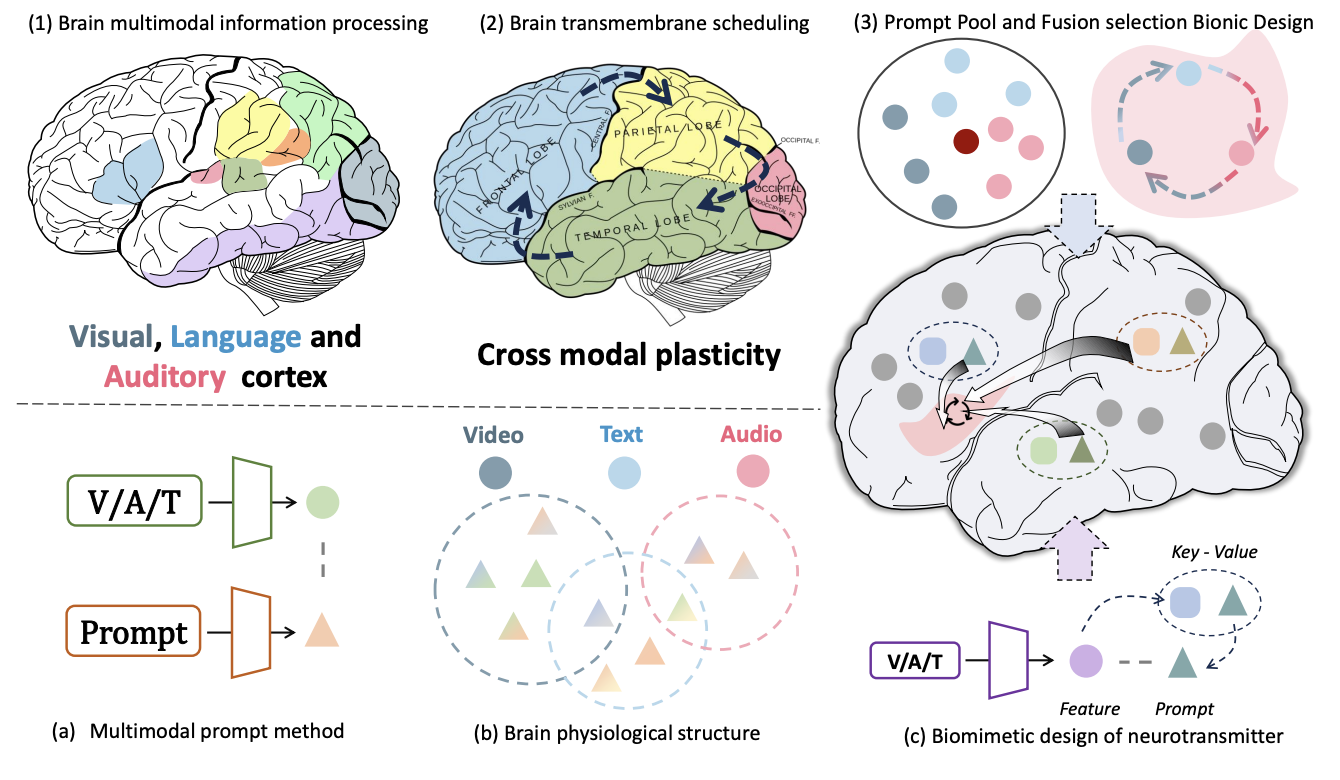 (1) Brain multimodal information processing
(2) Brain transmembrane scheduling
(3) Prompt Pool and Fusion selection Bionic Design
FRONTAL LOBE
CENTRAL F.
PARIETAL LOBE
OCCIPITAL F.
OCCIPITAL
LOBE
SYLVIAN F.
TEMPORAL LOBE
Visual, Language and
Auditory cortex
Cross modal plasticity
Video
Text
Audio
V/A/T
Prompt
Key - Value
V/A/T
Feature
Prompt
(a) Multimodal prompt method
(b) Brain physiological structure
(c) Biomimetic design of neurotransmitter